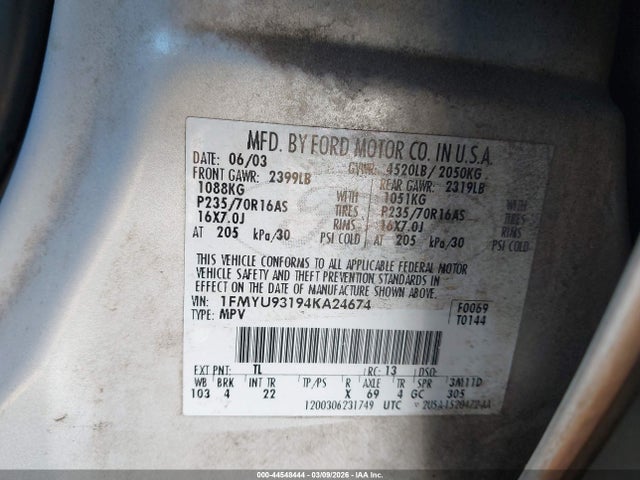 MFD. BY FORD MOTOR CO. IN U.S.A.
DATE: 06/03 GVWR: 4520LB/ 2050KG
FRONT GAWR: 2399LB REAR GAWR: 2319LB
1088KG WITH 1051KG WITH
P235/70R16AS TIRES P235/70R16AS TIRES
16X7.0J RIMS 16X7.0J RIMS
AT 205 kPa/30 PSI COLD AT 205 kPa/30 PSI COLD
THIS VEHICLE CONFORMS TO ALL APPLICABLE FEDERAL MOTOR
VEHICLE SAFETY AND THEFT PREVENTION STANDARDS IN
EFFECT ON THE DATE OF MANUFACTURE SHOWN ABOVE.
VIN: 1FMYU93194KA24674 F0069
TYPE: MPV T0144
EXT PNT: TL RC: 13 DSO:
WB BRK INT TR TP/PS R AXLE TR SPR
103 4 22 X 69 4 GC 305
1200306231749 UTC
000-44548444 - 03/09/2026 - IAA, Inc.